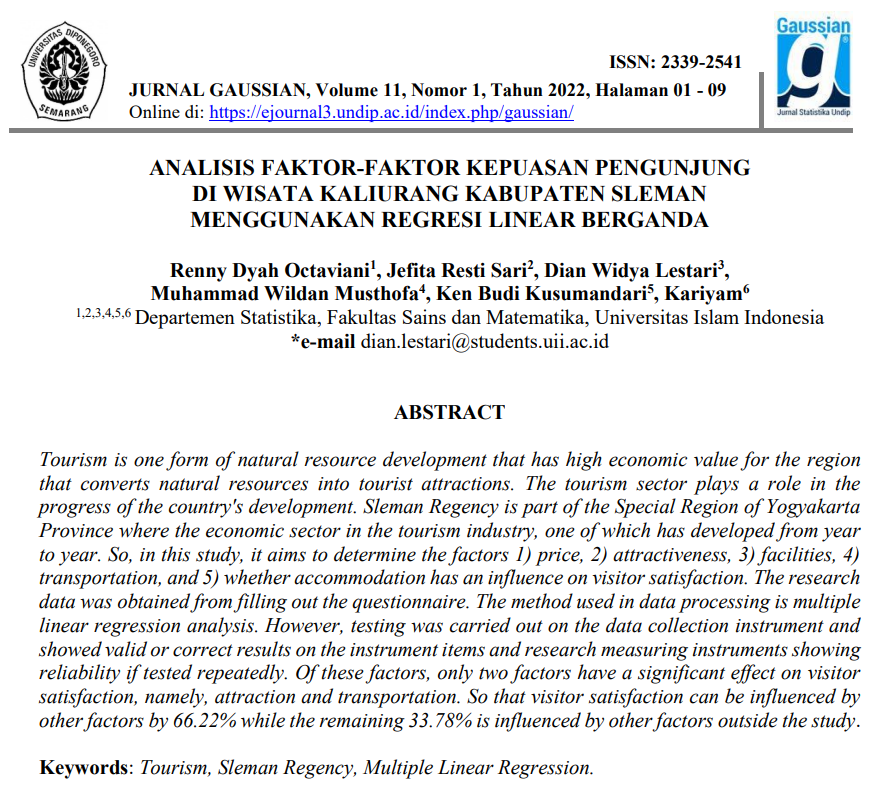 UNIVERSITAS DIPONEGORO
SEMARANG
Gaussian
g
Jurnal Statistika Undip
ISSN: 2339-2541
JURNAL GAUSSIAN, Volume 11, Nomor 1, Tahun 2022, Halaman 01 - 09
Online di: https://ejournal3.undip.ac.id/index.php/gaussian/
ANALISIS FAKTOR-FAKTOR KEPUASAN PENGUNJUNG
DI WISATA KALIURANG KABUPATEN SLEMAN
MENGGUNAKAN REGRESI LINEAR BERGANDA
Renny Dyah Octaviani1, Jefita Resti Sari2, Dian Widya Lestari3,
Muhammad Wildan Musthofa4, Ken Budi Kusumandari5, Kariyam6
1,2,3,4,5,6 Departemen Statistika, Fakultas Sains dan Matematika, Universitas Islam Indonesia
*e-mail dian.lestari@students.uii.ac.id
ABSTRACT
Tourism is one form of natural resource development that has high economic value for the region
that converts natural resources into tourist attractions. The tourism sector plays a role in the
progress of the country's development. Sleman Regency is part of the Special Region of Yogyakarta
Province where the economic sector in the tourism industry, one of which has developed from year
to year. So, in this study, it aims to determine the factors 1) price, 2) attractiveness, 3) facilities, 4)
transportation, and 5) whether accommodation has an influence on visitor satisfaction. The research
data was obtained from filling out the questionnaire. The method used in data processing is multiple
linear regression analysis. However, testing was carried out on the data collection instrument and
showed valid or correct results on the instrument items and research measuring instruments showing
reliability if tested repeatedly. Of these factors, only two factors have a significant effect on visitor
satisfaction, namely, attraction and transportation. So that visitor satisfaction can be influenced by
other factors by 66.22% while the remaining 33.78% is influenced by other factors outside the study.
Keywords: Tourism, Sleman Regency, Multiple Linear Regression.